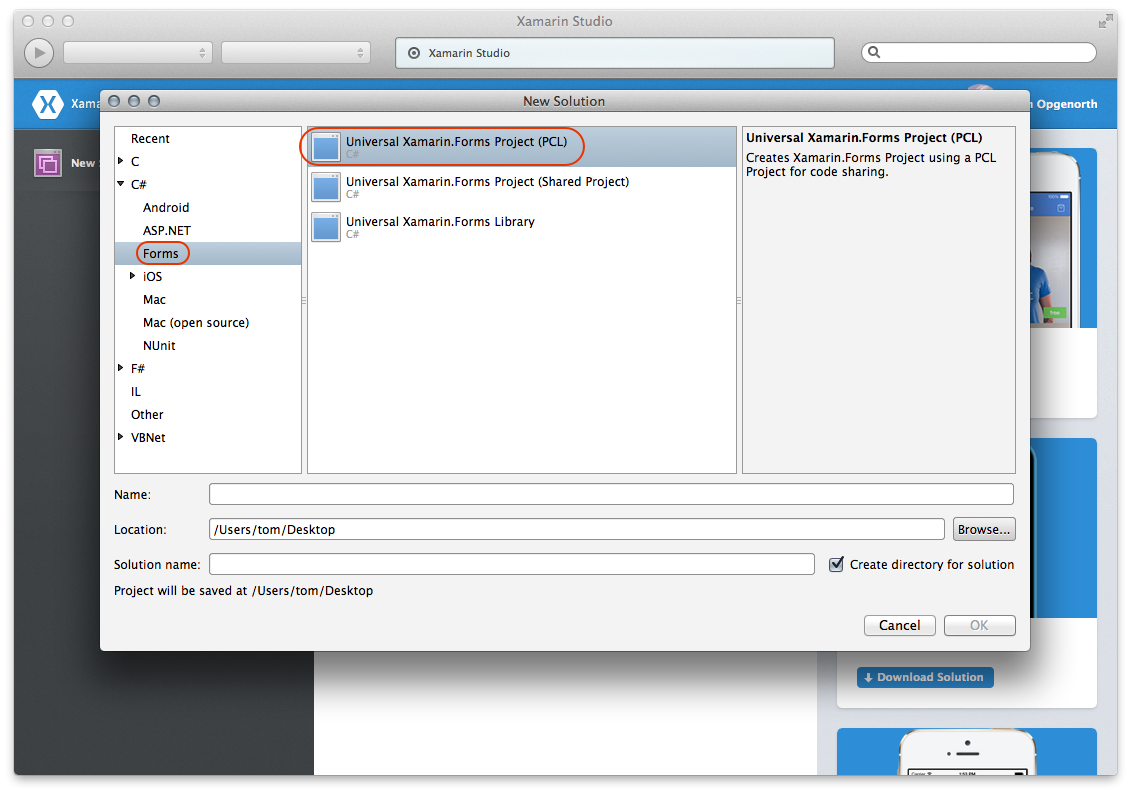 Xamarin Studio
Xamarin Studio
Xama
Opgenorth
New Solution
New
Recent
C
C#
Android
ASP.NET
Forms
iOS
Mac
Mac (open source)
NUnit
F#
IL
Other
VBNet
Universal Xamarin.Forms Project (PCL)
C#
Universal Xamarin.Forms Project (Shared Project)
C#
Universal Xamarin.Forms Library
C#
Universal Xamarin.Forms Project (PCL)
Creates Xamarin.Forms Project using a PCL
Project for code sharing.
Name:
Location:
/Users/tom/Desktop
Browse...
Solution name:
Create directory for solution
Project will be saved at /Users/tom/Desktop
Cancel
OK
Download Solution